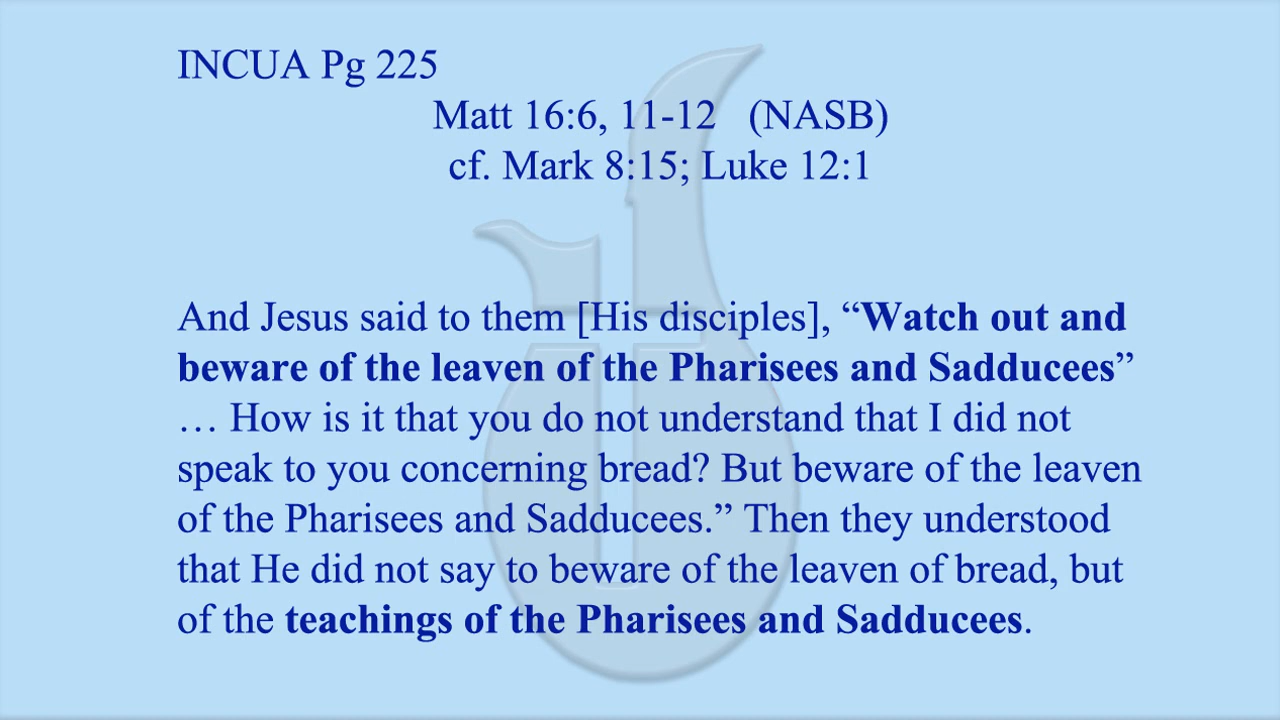 INCUA Pg 225
Matt 16:6, 11-12 (NASB)
cf. Mark 8:15; Luke 12:1
And Jesus said to them [His disciples], “Watch out and
beware of the leaven of the Pharisees and Sadducees”
… How is it that you do not understand that I did not
speak to you concerning bread? But beware of the leaven
of the Pharisees and Sadducees.” Then they understood
that He did not say to beware of the leaven of bread, but
of the teachings of the Pharisees and Sadducees.